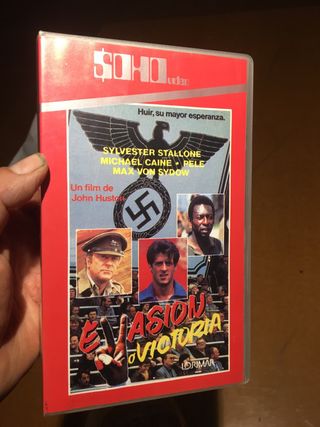 SOHO video
Huir, su mayor esperanza.
SYLVESTER STALLONE
MICHAEL CAINE • PELE
MAX VON SYDOW
Un film de
John Huston
EVASION
o VICTORIA
LORIMAR